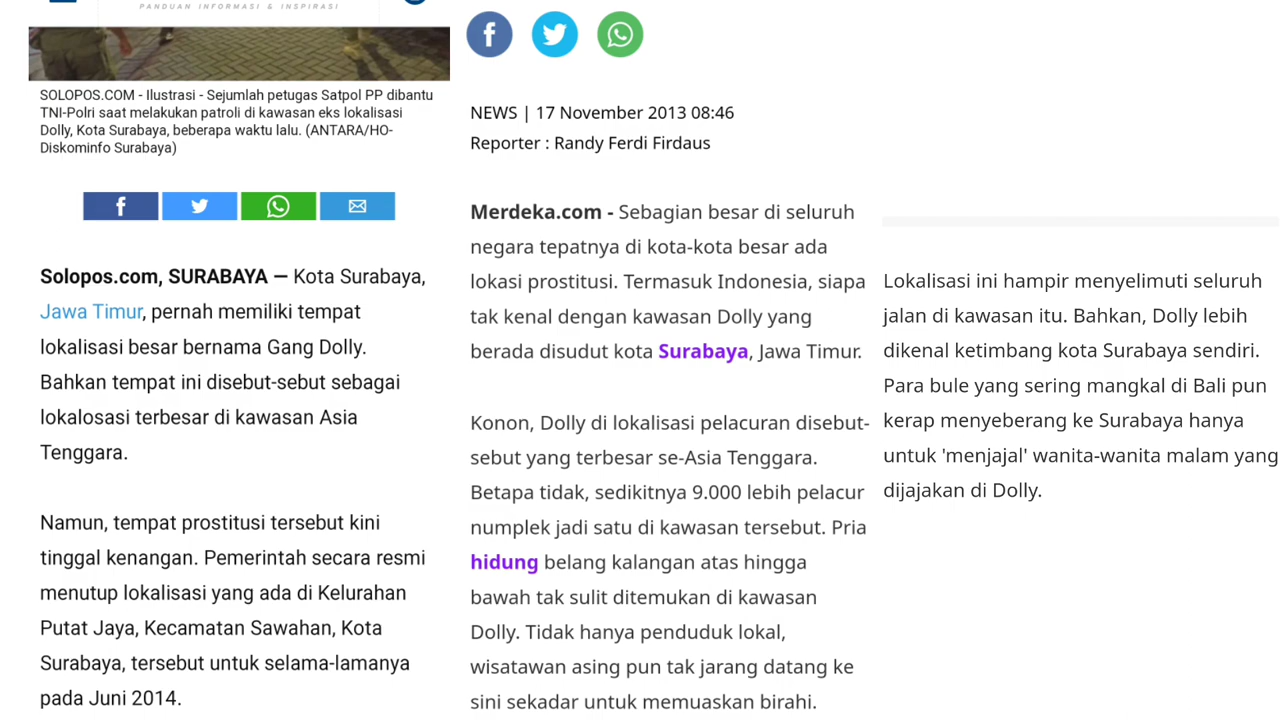 PANDUAN INFORMASI & INSPIRASI
SOLOPOS.COM - Ilustrasi - Sejumlah petugas Satpol PP dibantu
TNI-Polri saat melakukan patroli di kawasan eks lokalisasi
Dolly, Kota Surabaya, beberapa waktu lalu. (ANTARA/HO-
Diskominfo Surabaya)
Solopos.com, SURABAYA — Kota Surabaya,
Jawa Timur, pernah memiliki tempat
lokalisasi besar bernama Gang Dolly.
Bahkan tempat ini disebut-sebut sebagai
lokalosasi terbesar di kawasan Asia
Tenggara.
Namun, tempat prostitusi tersebut kini
tinggal kenangan. Pemerintah secara resmi
menutup lokalisasi yang ada di Kelurahan
Putat Jaya, Kecamatan Sawahan, Kota
Surabaya, tersebut untuk selama-lamanya
pada Juni 2014.
NEWS | 17 November 2013 08:46
Reporter : Randy Ferdi Firdaus
Merdeka.com - Sebagian besar di seluruh
negara tepatnya di kota-kota besar ada
lokasi prostitusi. Termasuk Indonesia, siapa
tak kenal dengan kawasan Dolly yang
berada disudut kota Surabaya, Jawa Timur.
Konon, Dolly di lokalisasi pelacuran disebut-
sebut yang terbesar se-Asia Tenggara.
Betapa tidak, sedikitnya 9.000 lebih pelacur
numplek jadi satu di kawasan tersebut. Pria
hidung belang kalangan atas hingga
bawah tak sulit ditemukan di kawasan
Dolly. Tidak hanya penduduk lokal,
wisatawan asing pun tak jarang datang ke
sini sekadar untuk memuaskan birahi.
Lokalisasi ini hampir menyelimuti seluruh
jalan di kawasan itu. Bahkan, Dolly lebih
dikenal ketimbang kota Surabaya sendiri.
Para bule yang sering mangkal di Bali pun
kerap menyeberang ke Surabaya hanya
untuk 'menjajal' wanita-wanita malam yang
dijajakan di Dolly.